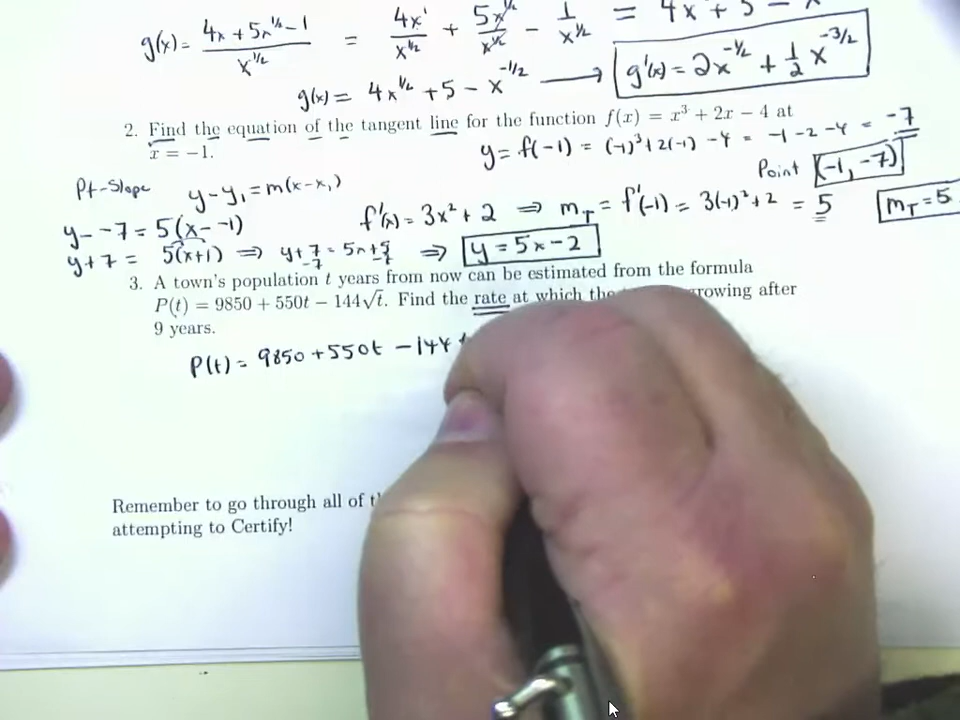 g(x) = (4x + 5x^1/2 - 1)/x^1/2 = 4x^1/x^1/2 + 5x^1/2/x^1/2 - 1/x^1/2 = 4x + 5 -
g(x) = 4x^1/2 + 5 - x^-1/2 → g'(x) = 2x^-1/2 + 1/2 x^-3/2
2. Find the equation of the tangent line for the function f(x) = x³ + 2x − 4 at
x = −1.
y = f(-1) = (-1)³ + 2(-1) - 4 = -1 - 2 - 4 = -7
Point (-1, -7)
Pt-Slope y - y₁ = m(x - x₁)
y - -7 = 5(x - -1)
f'(x) = 3x² + 2 ⇒ m_T = f'(-1) = 3(-1)² + 2 = 5 m_T = 5
y + 7 = 5(x+1) ⇒ y + 7 = 5x + 5 ⇒ y = 5x - 2
-7 -7
3. A town's population t years from now can be estimated from the formula
P(t) = 9850 + 550t − 144√t. Find the rate at which the growing after
9 years.
P(t) = 9850 + 550t - 144
Remember to go through all of
attempting to Certify!